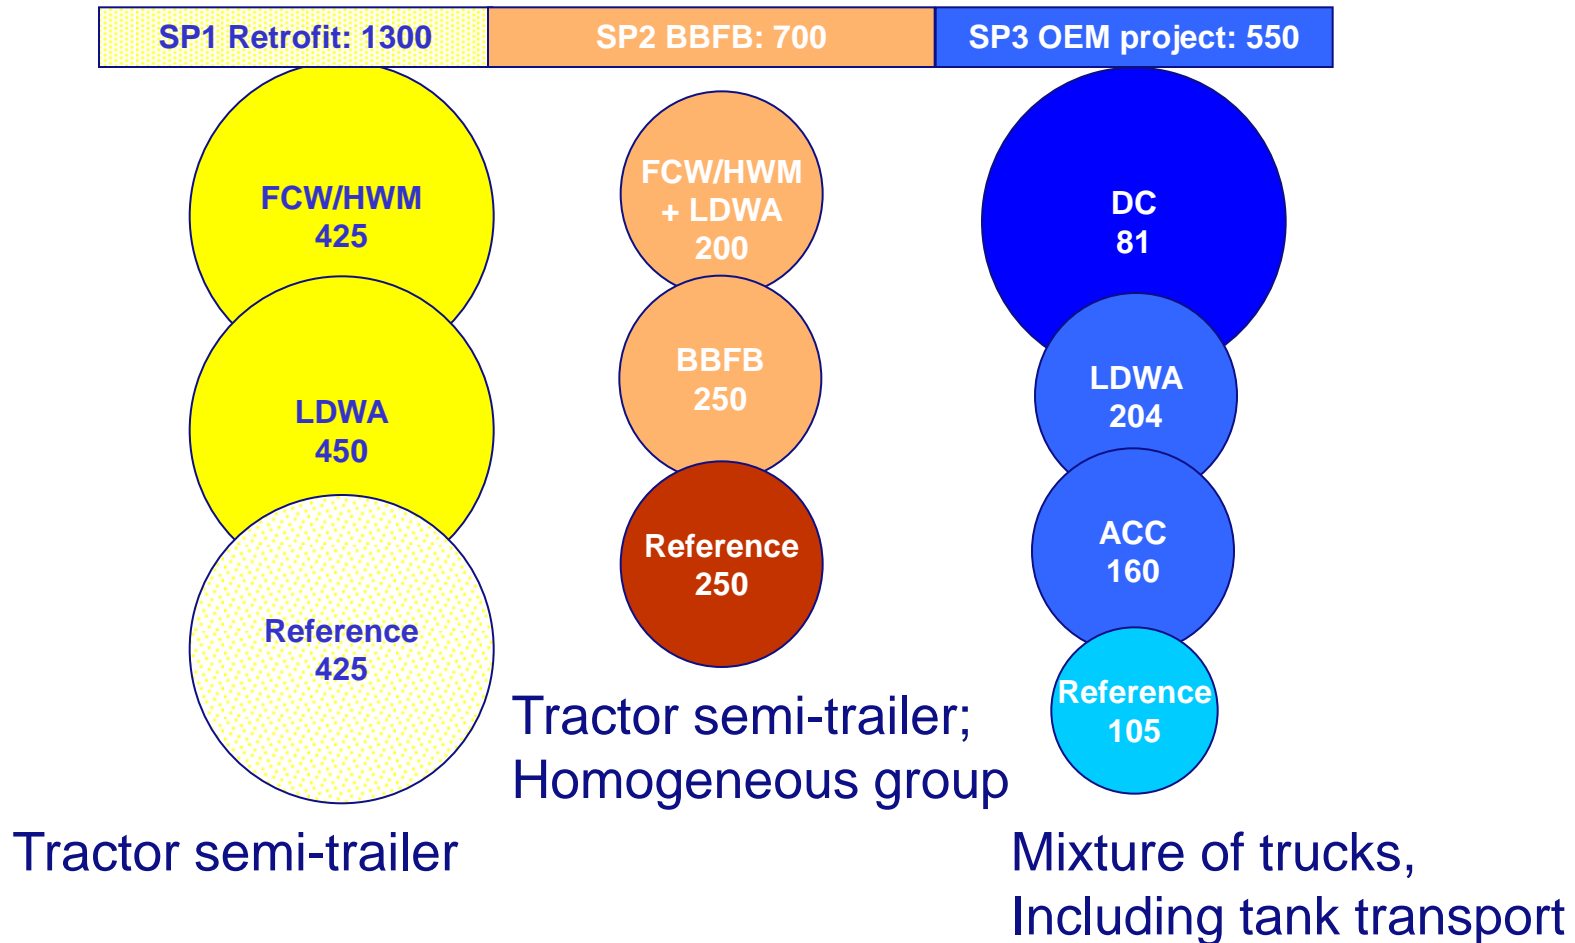 SP1 Retrofit: 1300
SP2 BBFB: 700
SP3 OEM project: 550
FCW/HWM
425
LDWA
450
Reference
425
Tractor semi-trailer
FCW/HWM
+ LDWA
200
BBFB
250
Reference
250
Tractor semi-trailer;
Homogeneous group
DC
81
LDWA
204
ACC
160
Reference
105
Mixture of trucks,
Including tank transport